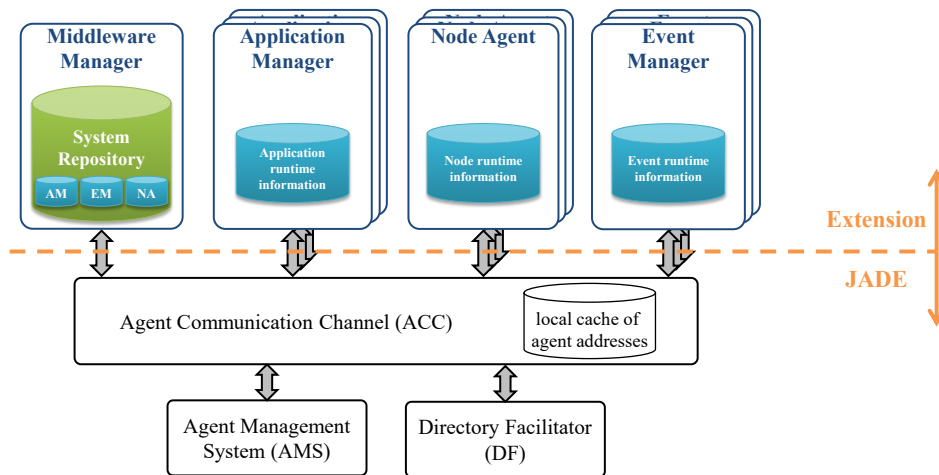 Middleware
Manager
System
Repository
AM
EM
NA
Application
Manager
Application
runtime
information
Node Agent
Node runtime
information
Event
Manager
Event runtime
information
Extension
JADE
Agent Communication Channel (ACC)
local cache of
agent addresses
Agent Management
System (AMS)
Directory Facilitator
(DF)